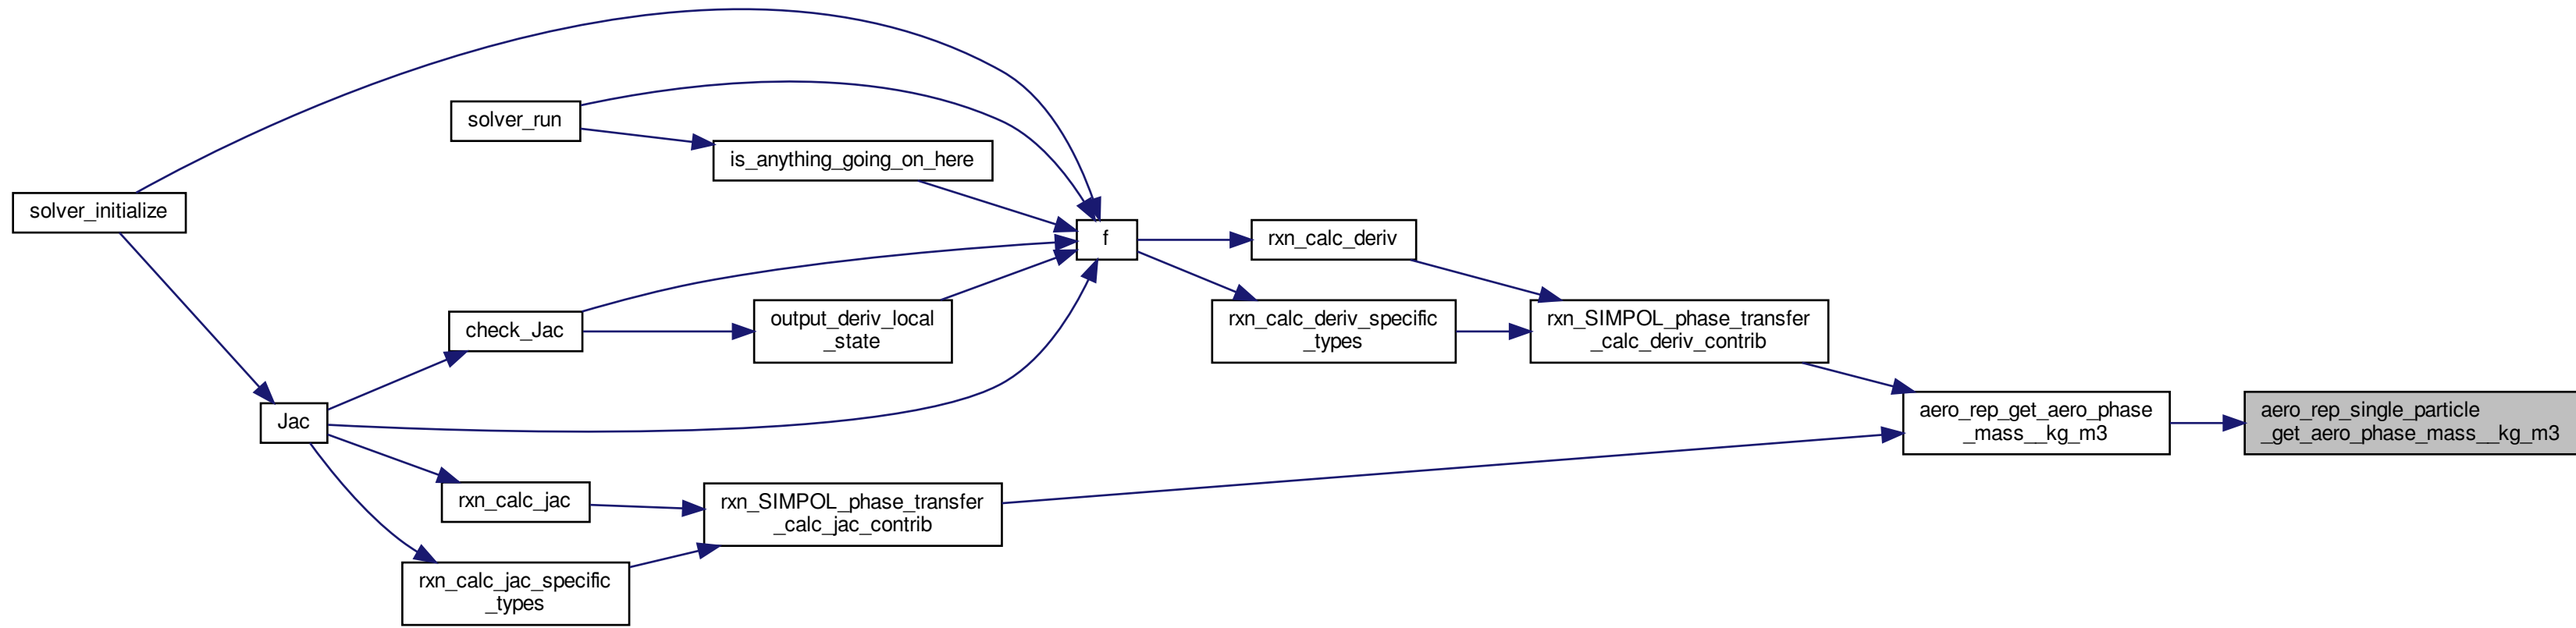 solver_run
is_anything_going_on_here
solver_initialize
f
rxn_calc_deriv
check_Jac
output_deriv_local
_state
rxn_calc_deriv_specific
_types
rxn_SIMPOL_phase_transfer
_calc_deriv_contrib
Jac
aero_rep_get_aero_phase
_mass__kg_m3
aero_rep_single_particle
_get_aero_phase_mass__kg_m3
rxn_calc_jac
rxn_SIMPOL_phase_transfer
_calc_jac_contrib
rxn_calc_jac_specific
_types